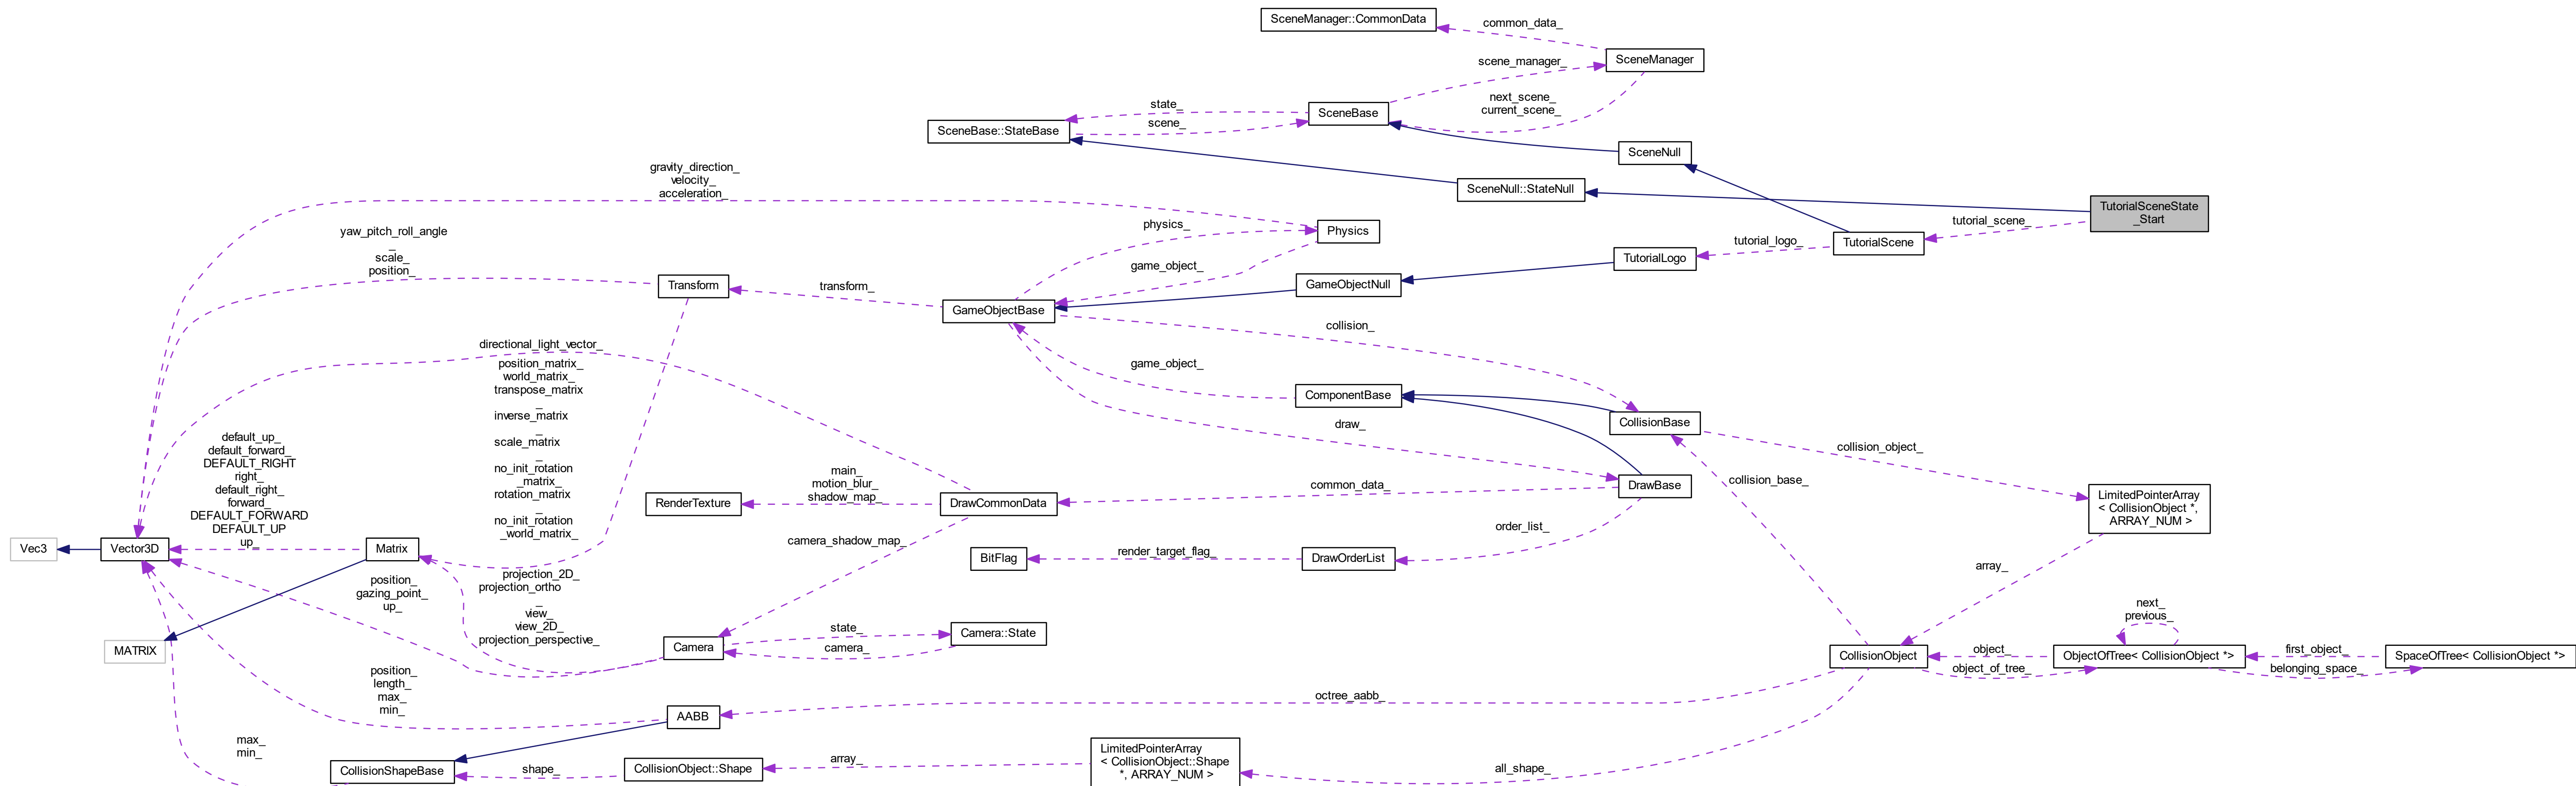 SceneManager::CommonData
common_data_
SceneManager
scene_manager_
next_scene_
current_scene_
state_
SceneBase
SceneBase::StateBase
scene_
SceneNull
gravity_direction_
velocity_
acceleration_
SceneNull::StateNull
TutorialSceneState
_Start
tutorial_scene_
TutorialScene
physics_
Physics
yaw_pitch_roll_angle
_
scale_
position_
tutorial_logo_
TutorialLogo
game_object_
Transform
transform_
GameObjectNull
GameObjectBase
collision_
directional_light_vector_
position_matrix_
world_matrix_
transpose_matrix
_
inverse_matrix
_
scale_matrix
_
no_init_rotation
_matrix_
rotation_matrix
_
no_init_rotation
_world_matrix_
game_object_
ComponentBase
CollisionBase
draw_
collision_object_
default_up_
default_forward_
DEFAULT_RIGHT
right_
default_right_
forward_
DEFAULT_FORWARD
DEFAULT_UP
up_
main_
motion_blur_
shadow_map_
RenderTexture
DrawCommonData
common_data_
DrawBase
collision_base_
LimitedPointerArray
< CollisionObject *,
ARRAY_NUM >
order_list_
camera_shadow_map_
Vec3
Vector3D
Matrix
BitFlag
render_target_flag_
DrawOrderList
array_
position_
gazing_point_
up_
projection_2D_
projection_ortho
_
view_
view_2D_
projection_perspective_
MATRIX
Camera
state_
camera_
Camera::State
next_
previous_
CollisionObject
object_
object_of_tree_
ObjectOfTree< CollisionObject *>
first_object_
belonging_space_
SpaceOfTree< CollisionObject *>
position_
length_
max_
min_
octree_aabb_
AABB
max_
min_
CollisionShapeBase
shape_
CollisionObject::Shape
array_
LimitedPointerArray
< CollisionObject::Shape
*, ARRAY_NUM >
all_shape_